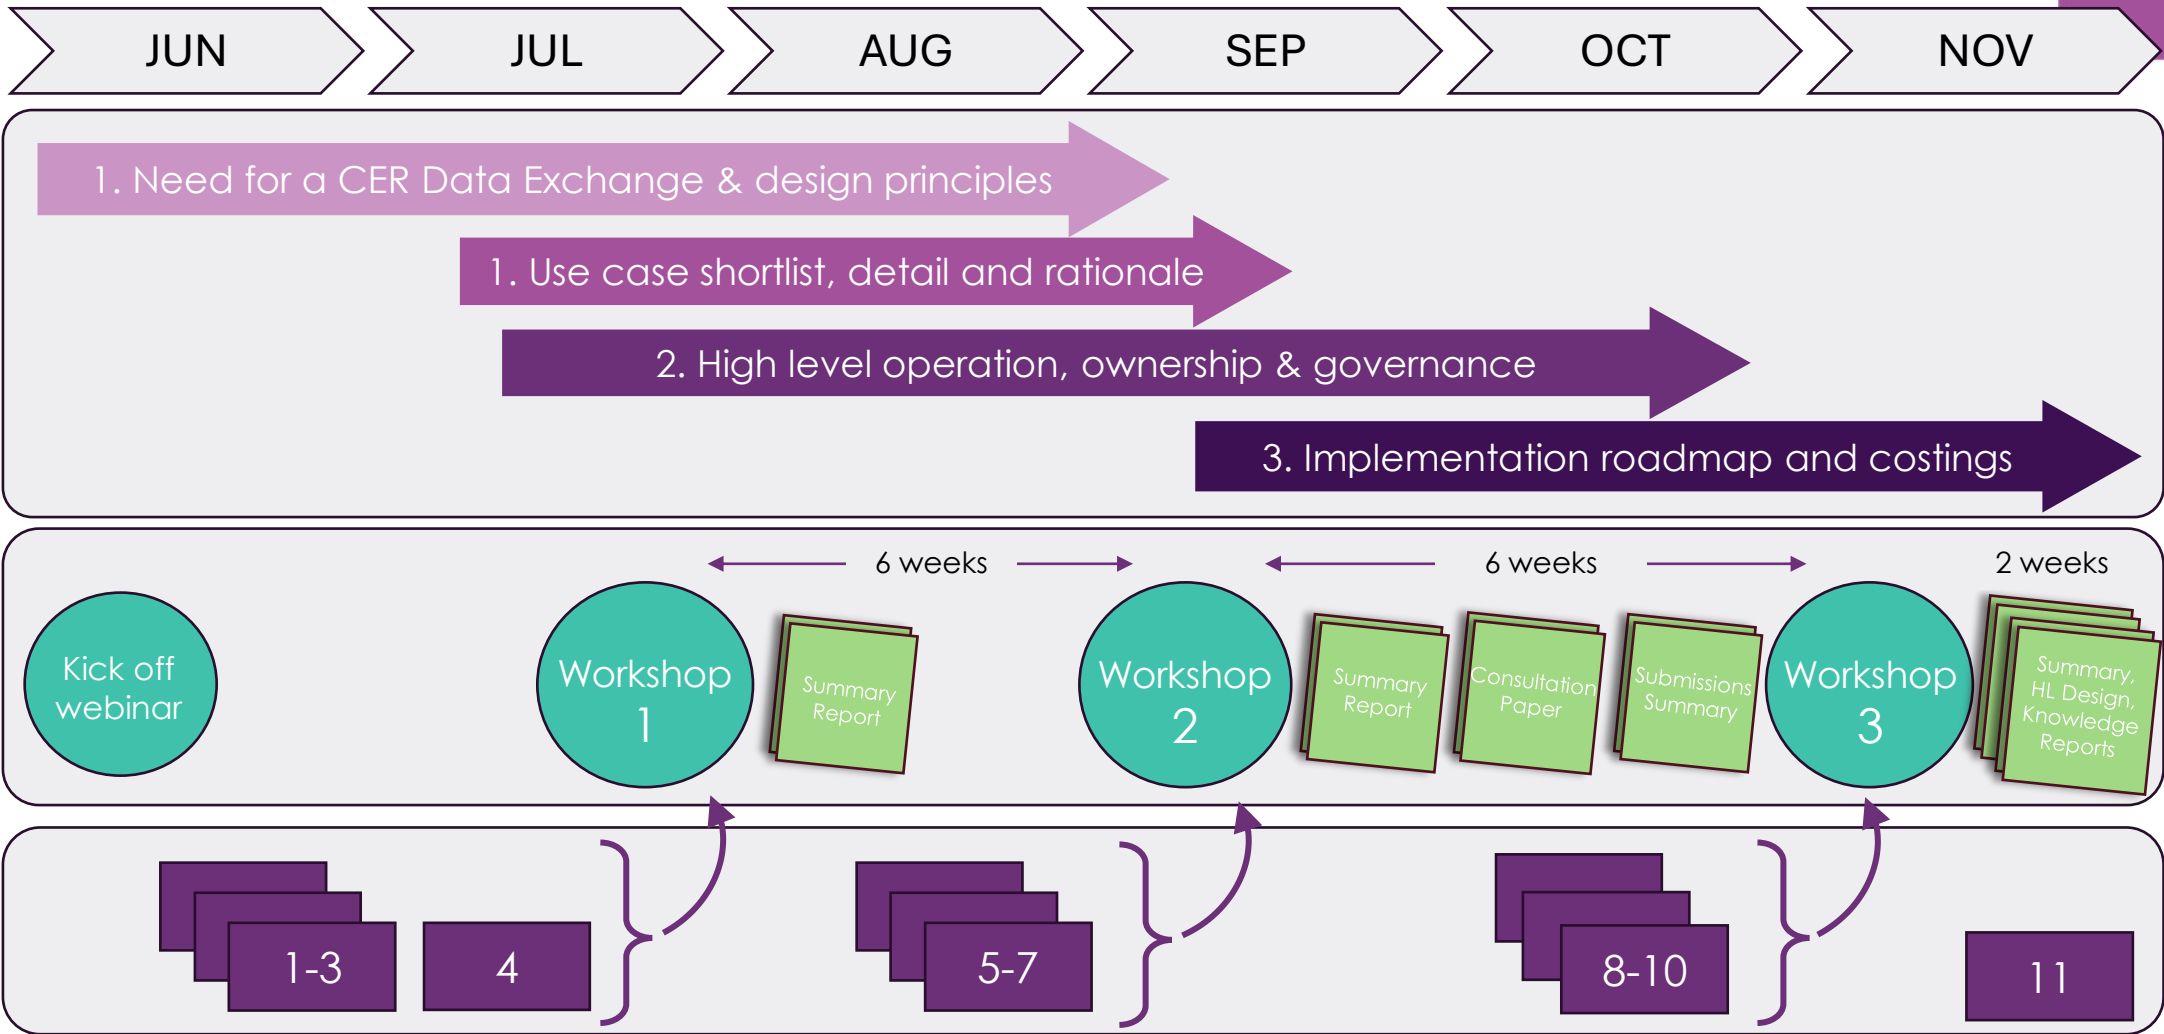 JUN
JUL
AUG
SEP
OCT
NOV
1. Need for a CER Data Exchange & design principles
1. Use case shortlist, detail and rationale
2. High level operation, ownership & governance
3. Implementation roadmap and costings
6 weeks
6 weeks
2 weeks
Kick off
webinar
Workshop
1
Summary
Report
Workshop
2
Summary
Report
Consultation
Paper
Submissions
Summary
Workshop
3
Summary,
HL Design,
Knowledge
Reports
1-3
4
5-7
8-10
11